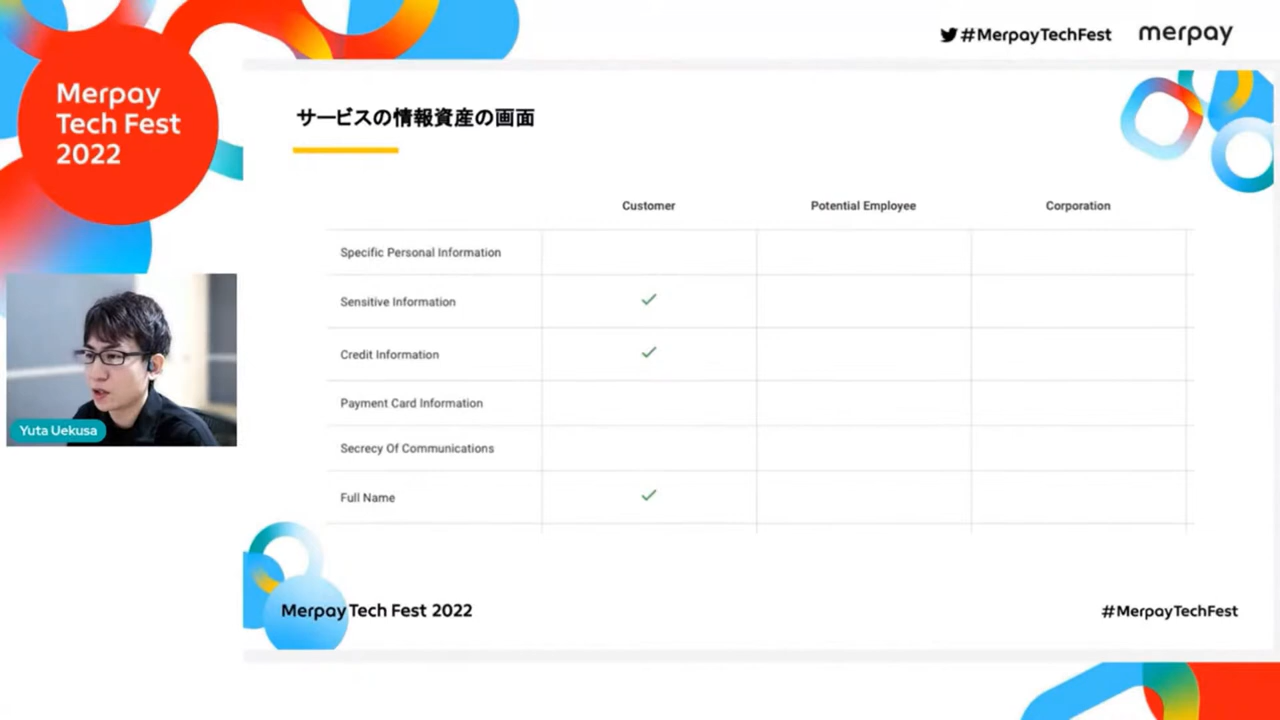 #MerpayTechFest
merpay
Merpay
Tech Fest
2022
サービスの情報資産の画面
Customer
Potential Employee
Corporation
Specific Personal Information
Sensitive Information
Credit Information
Payment Card Information
Secrecy Of Communications
Full Name
Yuta Uekusa
Merpay Tech Fest 2022
#MerpayTechFest